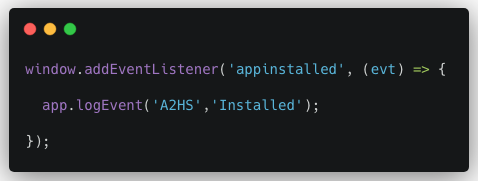 window.addEventListener('appinstalled', (evt) => {
app.logEvent('A2HS','Installed');
});